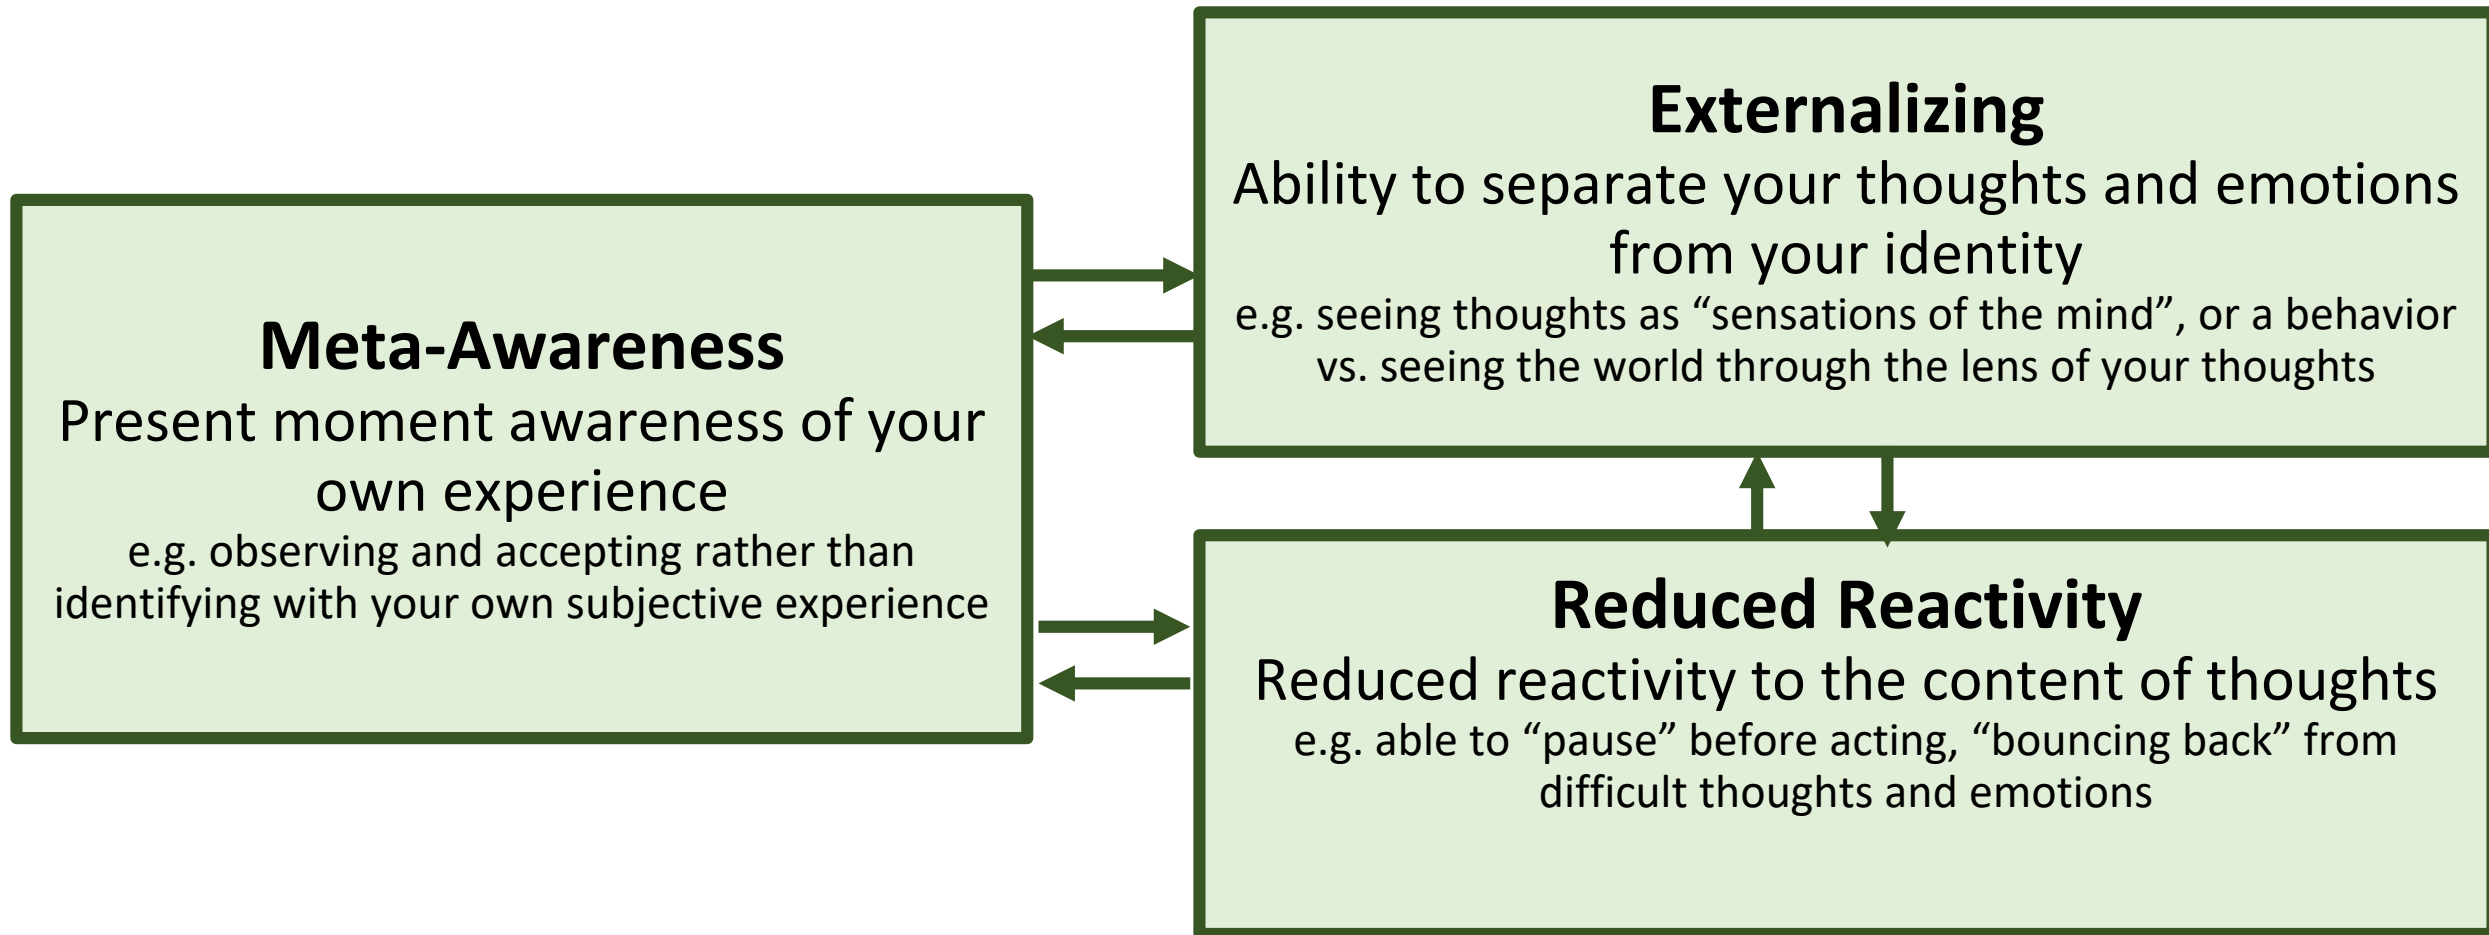 Meta-Awareness
Present moment awareness of your
own experience
e.g. observing and accepting rather than
identifying with your own subjective experience
Externalizing
Ability to separate your thoughts and emotions
from your identity
e.g. seeing thoughts as “sensations of the mind”, or a behavior
vs. seeing the world through the lens of your thoughts
Reduced Reactivity
Reduced reactivity to the content of thoughts
e.g. able to “pause” before acting, “bouncing back” from
difficult thoughts and emotions